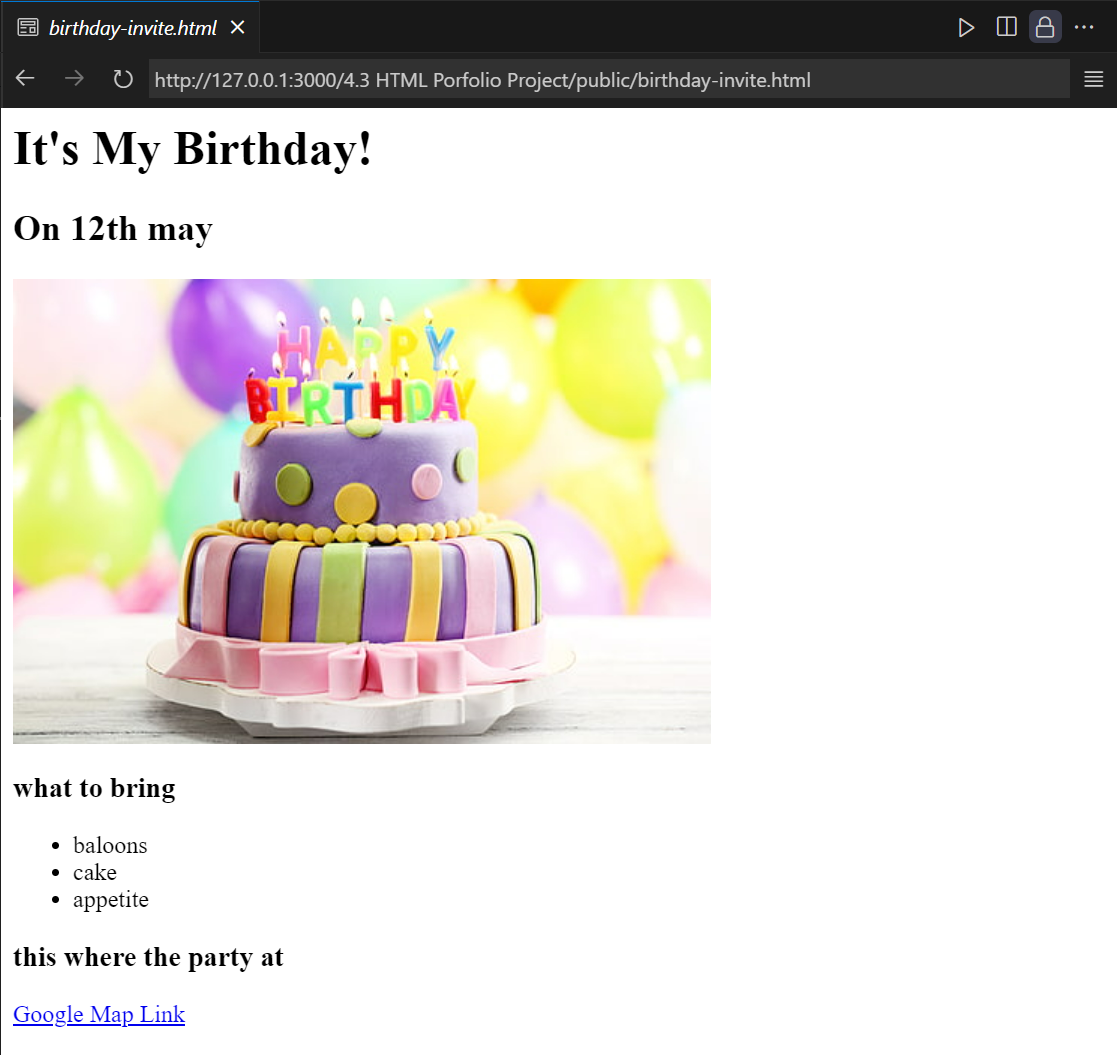 birthday-invite.html
http://127.0.0.1:3000/4.3 HTML Porfolio Project/public/birthday-invite.html
It's My Birthday!
On 12th may
HAPPY
BIRTHDAY
what to bring
baloons
cake
appetite
this where the party at
Google Map Link